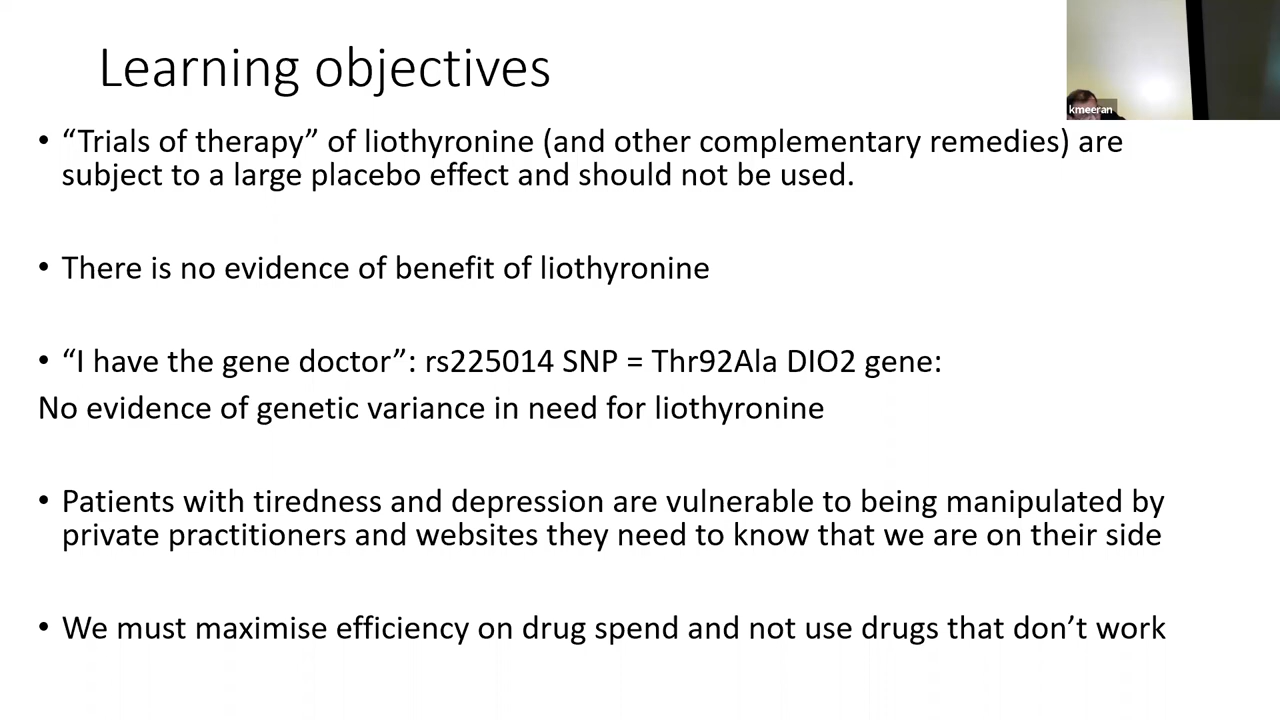 Learning objectives
kmeeran
• “Trials of therapy” of liothyronine (and other complementary remedies) are
subject to a large placebo effect and should not be used.
• There is no evidence of benefit of liothyronine
• “I have the gene doctor”: rs225014 SNP = Thr92Ala DIO2 gene:
No evidence of genetic variance in need for liothyronine
• Patients with tiredness and depression are vulnerable to being manipulated by
private practitioners and websites they need to know that we are on their side
• We must maximise efficiency on drug spend and not use drugs that don’t work